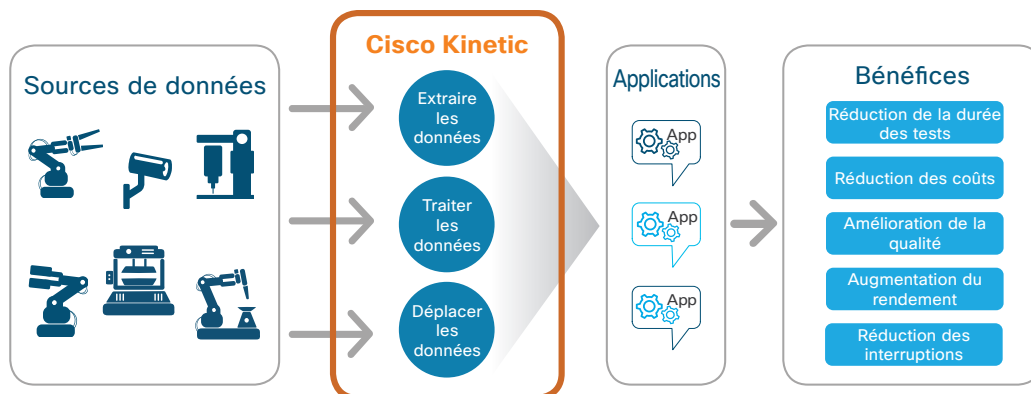 Sources de données
Cisco Kinetic
Extraire
les
données
Traiter
les
données
Déplacer
les
données
Applications
App
App
App
Bénéfices
Réduction de la durée
des tests
Réduction des coûts
Amélioration de la
qualité
Augmentation du
rendement
Réduction des
interruptions